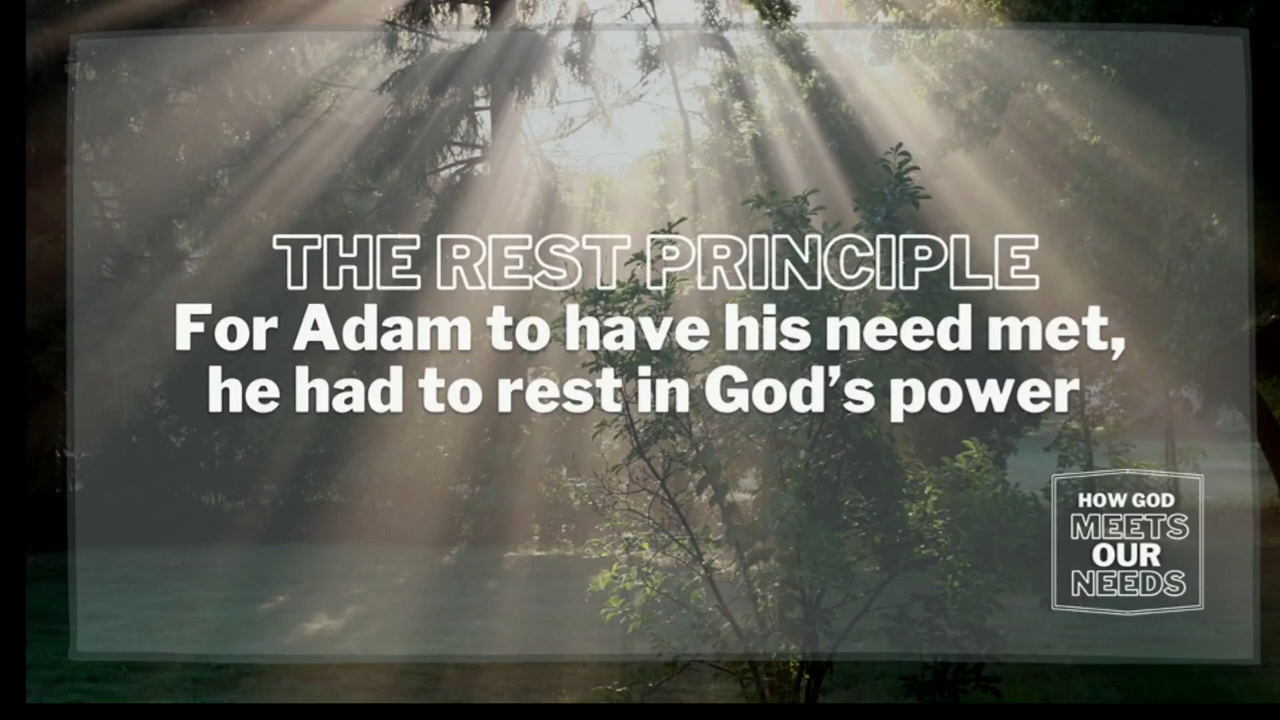 THE REST PRINCIPLE
For Adam to have his need met,
he had to rest in God’s power
HOW GOD
MEETS
OUR
NEEDS